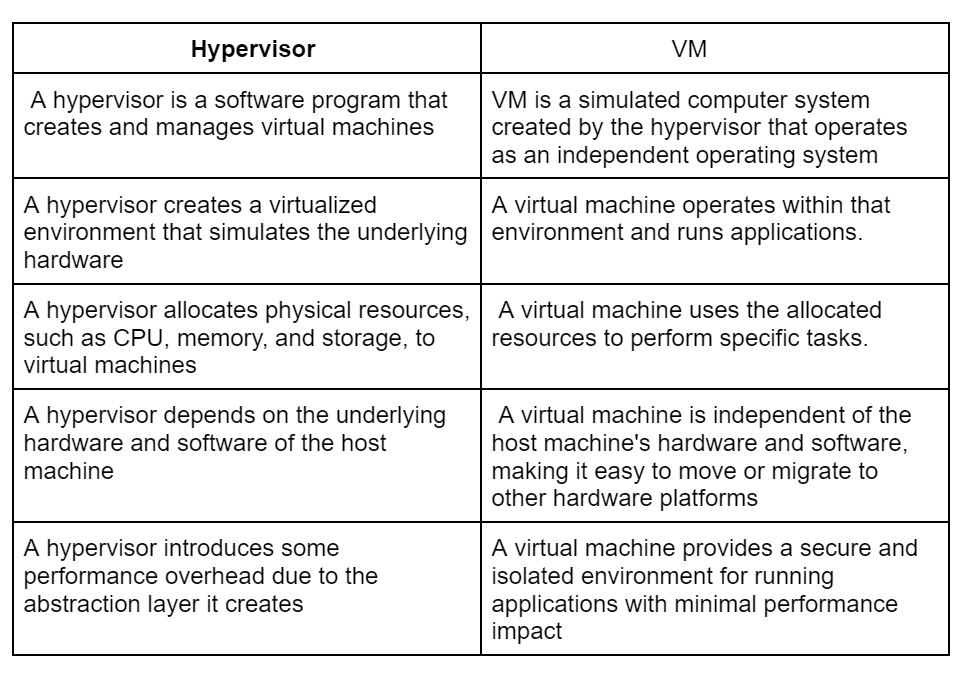 Hypervisor
VM
A hypervisor is a software program that
creates and manages virtual machines
VM is a simulated computer system
created by the hypervisor that operates
as an independent operating system
A hypervisor creates a virtualized
environment that simulates the underlying
hardware
A virtual machine operates within that
environment and runs applications.
A hypervisor allocates physical resources,
such as CPU, memory, and storage, to
virtual machines
A virtual machine uses the allocated
resources to perform specific tasks.
A hypervisor depends on the underlying
hardware and software of the host
machine
A virtual machine is independent of the
host machine's hardware and software,
making it easy to move or migrate to
other hardware platforms
A hypervisor introduces some
performance overhead due to the
abstraction layer it creates
A virtual machine provides a secure and
isolated environment for running
applications with minimal performance
impact